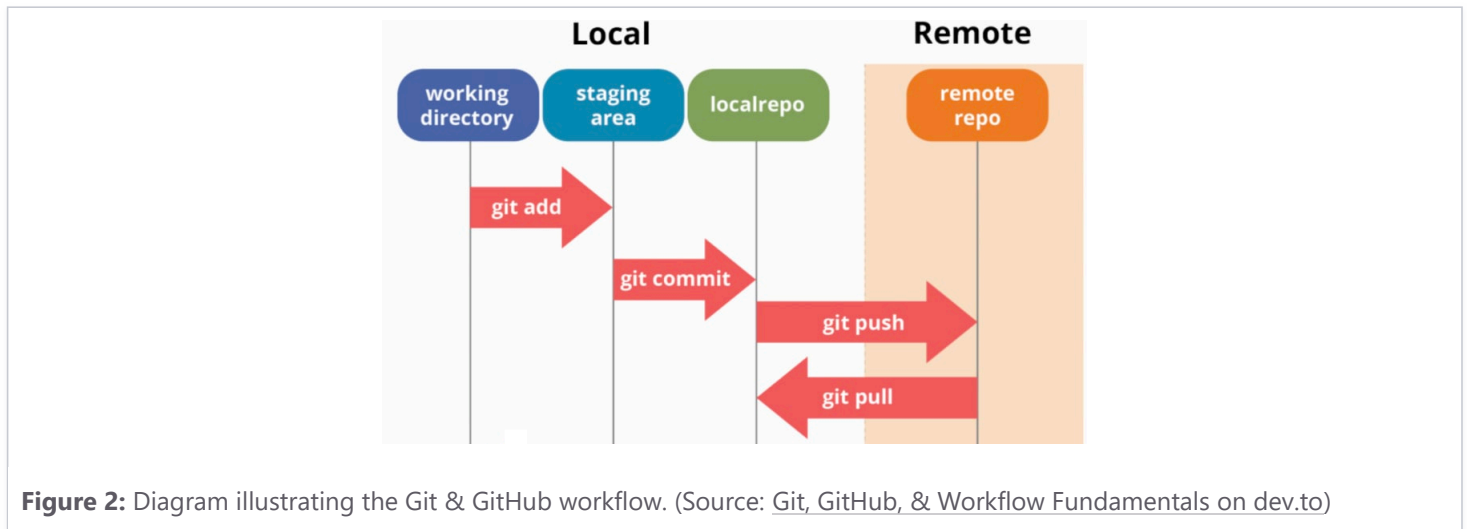 Local
Remote
working
directory
staging
area
localrepo
remote
repo
git add
git commit
git push
git pull
Figure 2: Diagram illustrating the Git & GitHub workflow. (Source: Git, GitHub, & Workflow Fundamentals on dev.to)